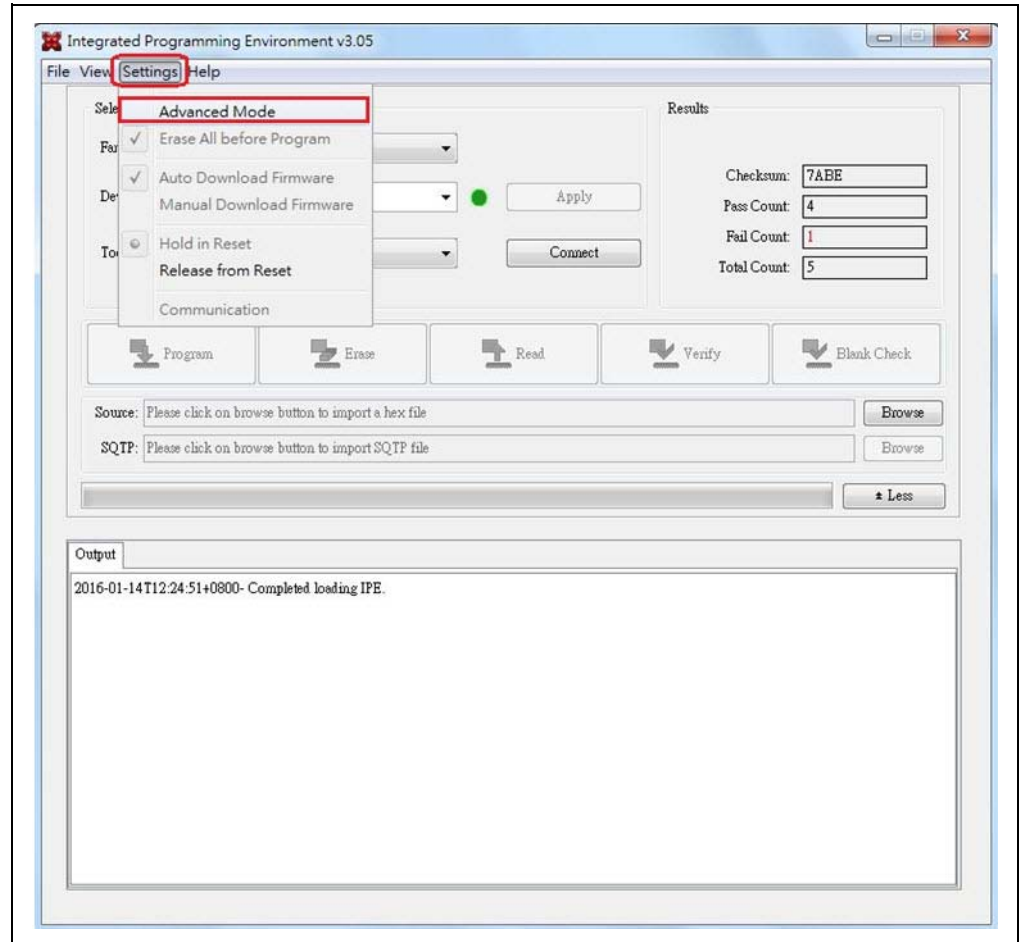 Integrated Programming Environment v3.05
File View Settings Help
Advanced Mode
Erase All before Program
Auto Download Firmware
Manual Download Firmware
Hold in Reset
Release from Reset
Communication
Apply
Connect
Results
Checksum: 7ABE
Pass Count: 4
Fail Count: 1
Total Count: 5
Program Erase Read Verify Blank Check
Source: Please click on browse button to import a hex file Browse
SQTP: Please click on browse button to import SQTP file Browse
Less
Output
2016-01-14T12:24:51+0800- Completed loading IPE.